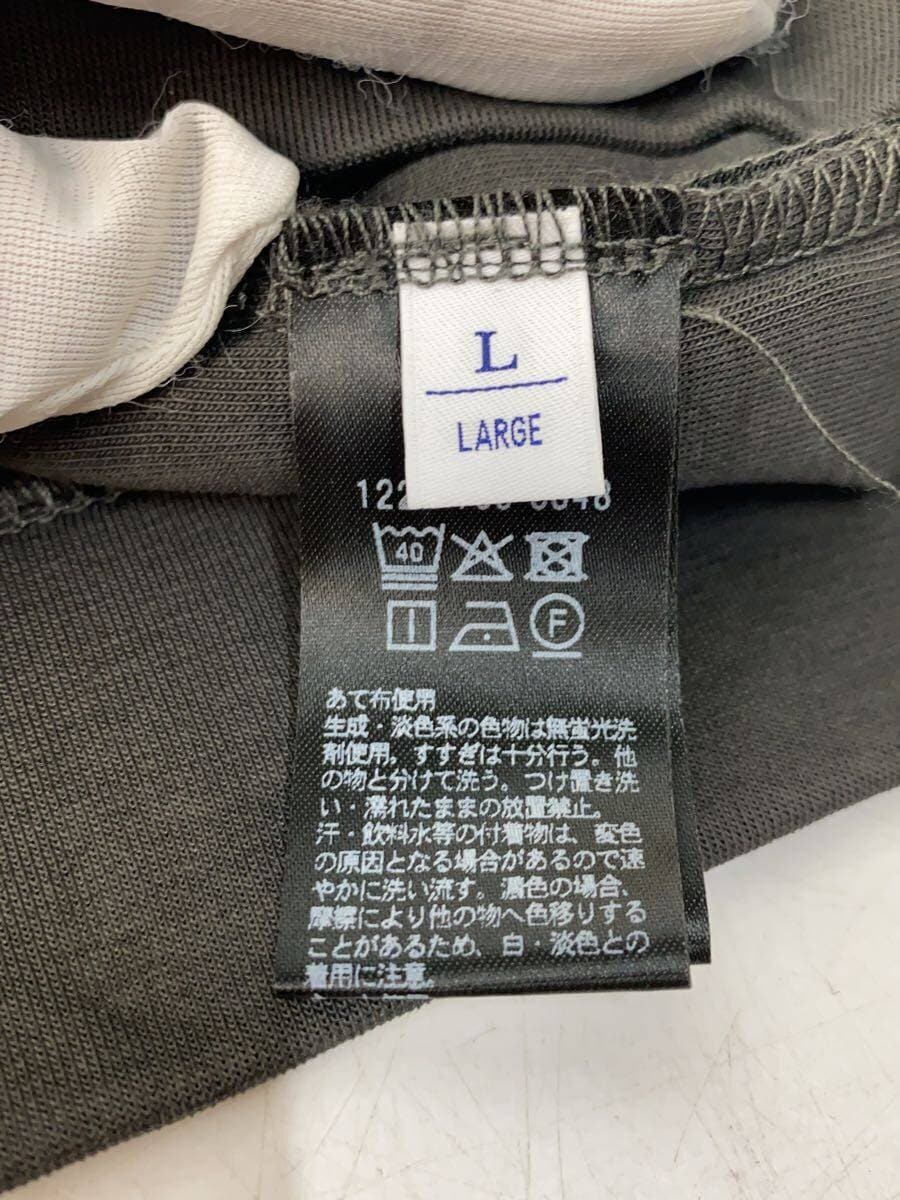 L
LARGE
40
F
あて布使用
生成・淡色系の色物は無蛍光洗
剤使用。すすぎは十分行う。他
の物と分けて洗う。つけ置き洗
い・濡れたままの放置禁止。
汗・飲料水等の付着物は、変色
の原因となる場合があるので速
やかに洗い流す。濃色の場合、
摩擦により他の物へ色移りする
ことがあるため、白・淡色との
着用に注意。